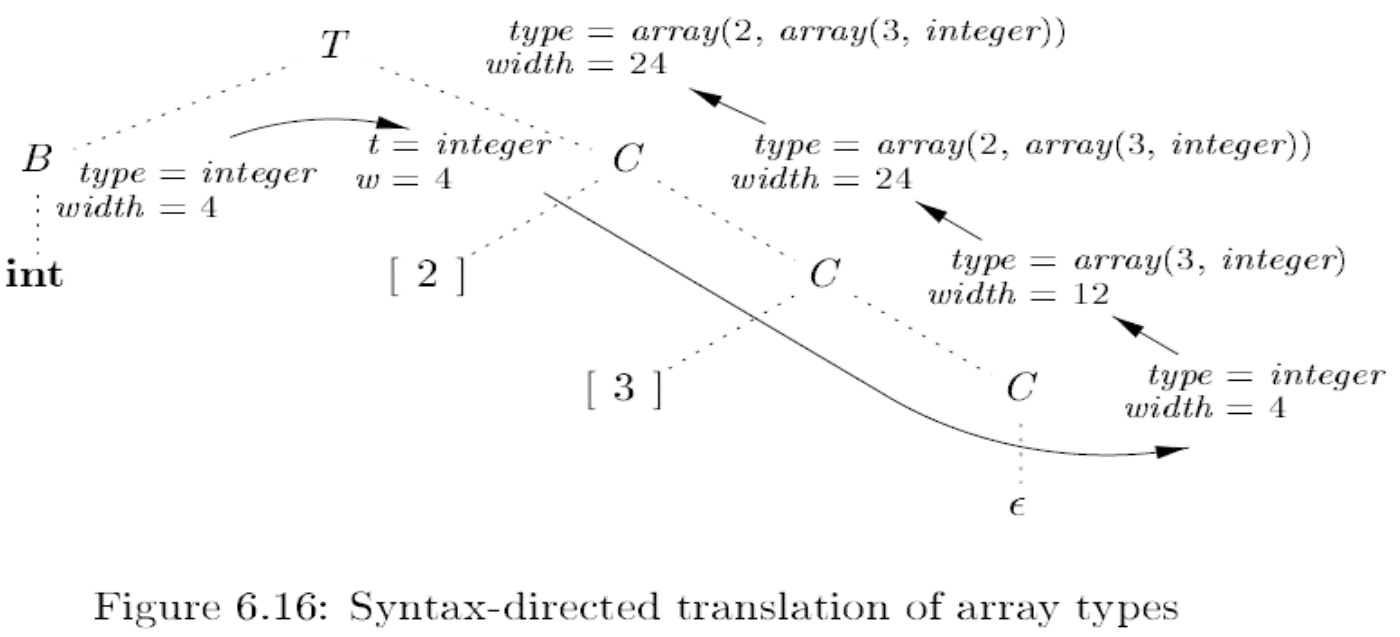 T
type = array(2, array(3, integer))
width = 24
B
type = integer
width = 4
t = integer
w = 4
C
type = array(2, array(3, integer))
width = 24
int
[ 2 ]
C
type = array(3, integer)
width = 12
[ 3 ]
C
type = integer
width = 4
ϵ
Figure 6.16: Syntax-directed translation of array types